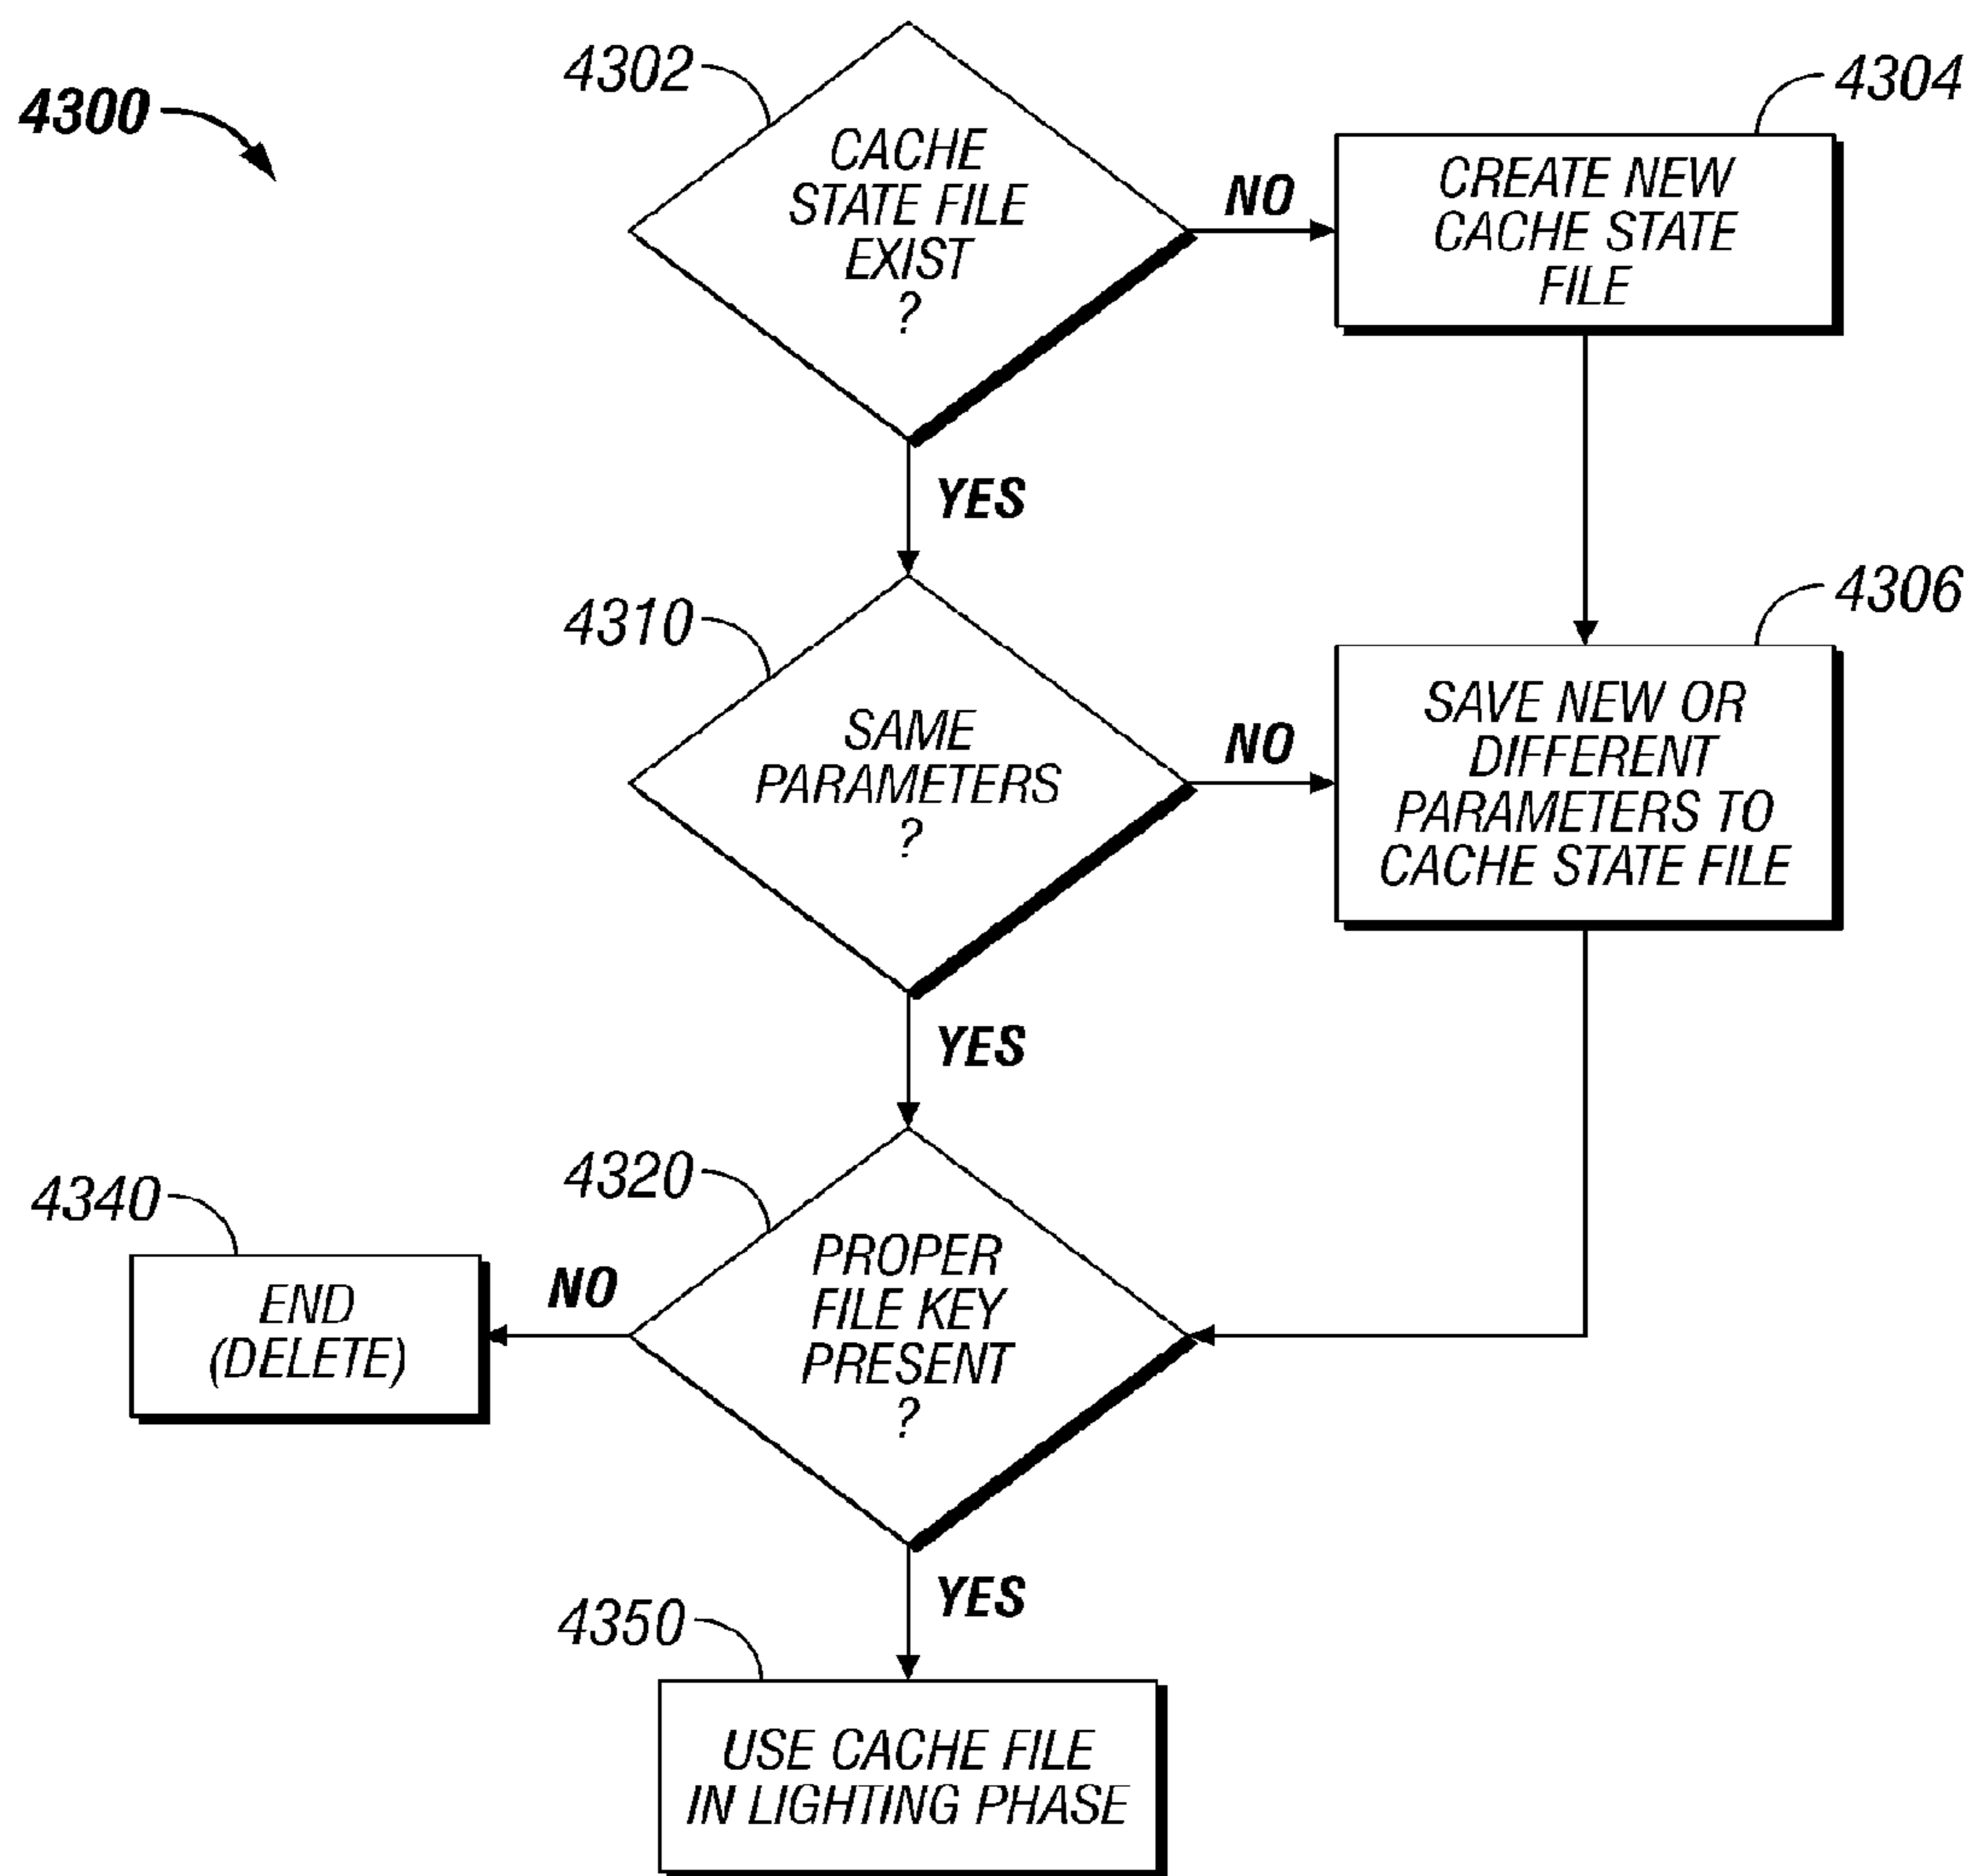 4300
4302
CACHE
STATE FILE
EXIST
?
NO
4304
CREATE NEW
CACHE STATE
FILE
YES
4310
SAME
PARAMETERS
?
NO
4306
SAVE NEW OR
DIFFERENT
PARAMETERS TO
CACHE STATE FILE
YES
4320
PROPER
FILE KEY
PRESENT
?
NO
4340
END
(DELETE)
YES
4350
USE CACHE FILE
IN LIGHTING PHASE